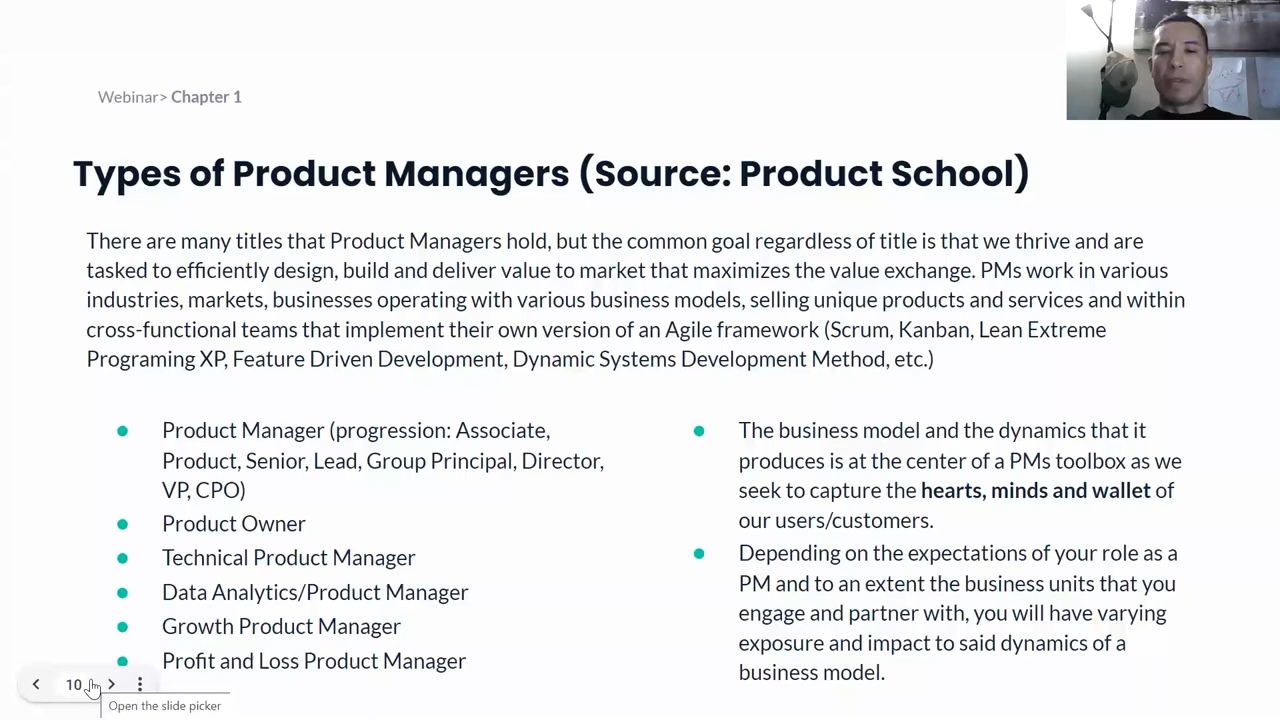 Webinar> Chapter 1
Types of Product Managers (Source: Product School)
There are many titles that Product Managers hold, but the common goal regardless of title is that we thrive and are
tasked to efficiently design, build and deliver value to market that maximizes the value exchange. PMs work in various
industries, markets, businesses operating with various business models, selling unique products and services and within
cross-functional teams that implement their own version of an Agile framework (Scrum, Kanban, Lean Extreme
Programing XP, Feature Driven Development, Dynamic Systems Development Method, etc.)
Product Manager (progression: Associate,
Product, Senior, Lead, Group Principal, Director,
VP, CPO)
Product Owner
Technical Product Manager
Data Analytics/Product Manager
Growth Product Manager
Profit and Loss Product Manager
The business model and the dynamics that it
produces is at the center of a PMs toolbox as we
seek to capture the hearts, minds and wallet of
our users/customers.
Depending on the expectations of your role as a
PM and to an extent the business units that you
engage and partner with, you will have varying
exposure and impact to said dynamics of a
business model.
10
Open the slide picker